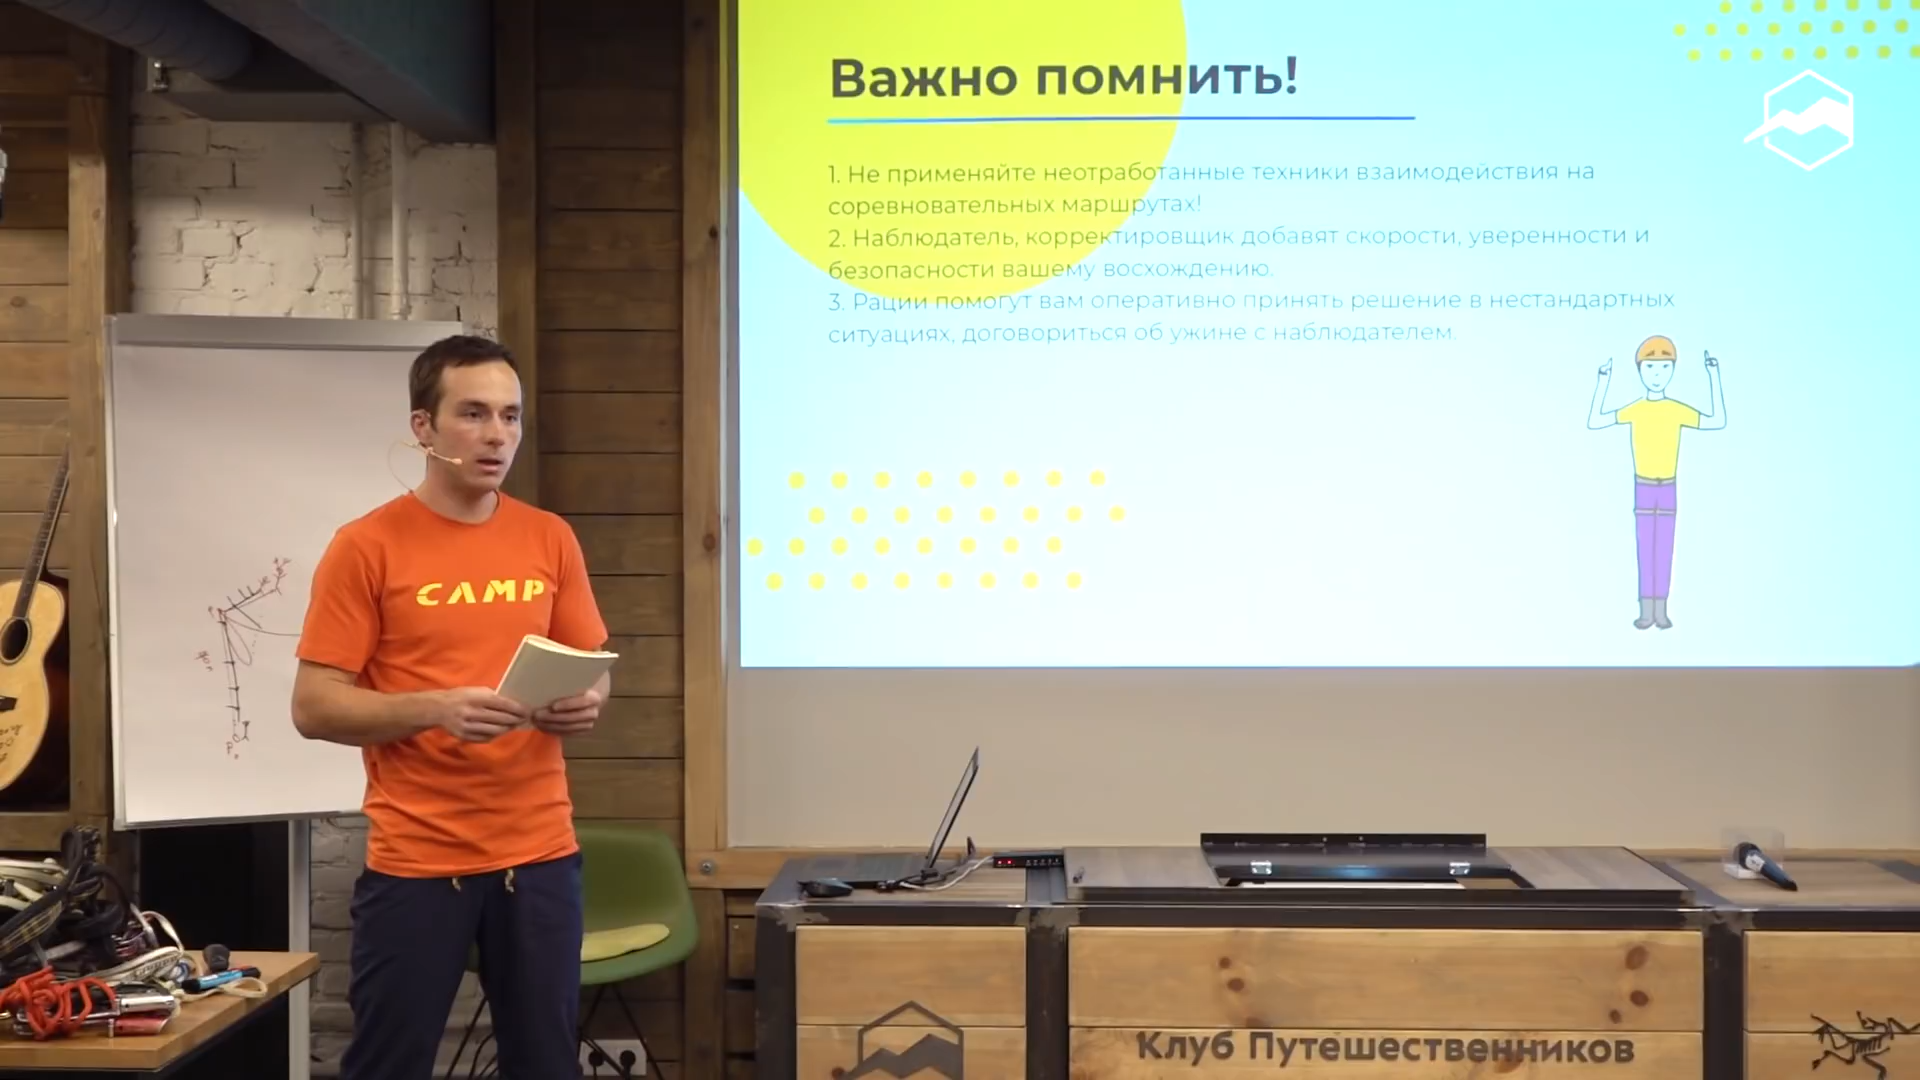 Важно помнить!
1. Не применяйте неотработанные техники взаимодействия на
соревновательных маршрутах!
2. Наблюдатель, корректировщик добавят скорости, уверенности и
безопасности вашему восхождению.
3. Рации помогут вам оперативно принять решение в нестандартных
ситуациях, договориться об ужине с наблюдателем.
CAMP
Клуб Путешественников